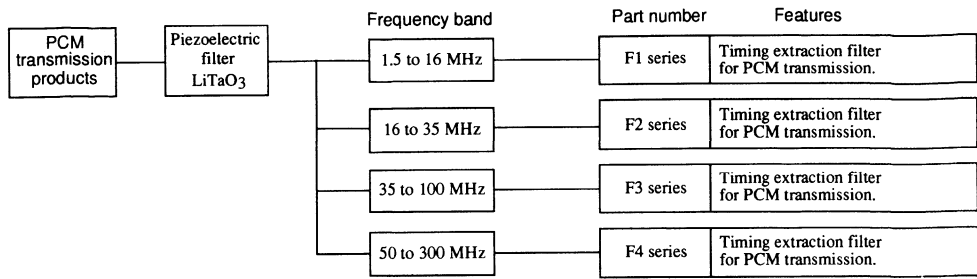 Frequency band
Part number
Features
PCM
transmission
products
Piezoelectric
filter
LiTaO3
1.5 to 16 MHz
F1 series
Timing extraction filter
for PCM transmission.
16 to 35 MHz
F2 series
Timing extraction filter
for PCM transmission.
35 to 100 MHz
F3 series
Timing extraction filter
for PCM transmission.
50 to 300 MHz
F4 series
Timing extraction filter
for PCM transmission.